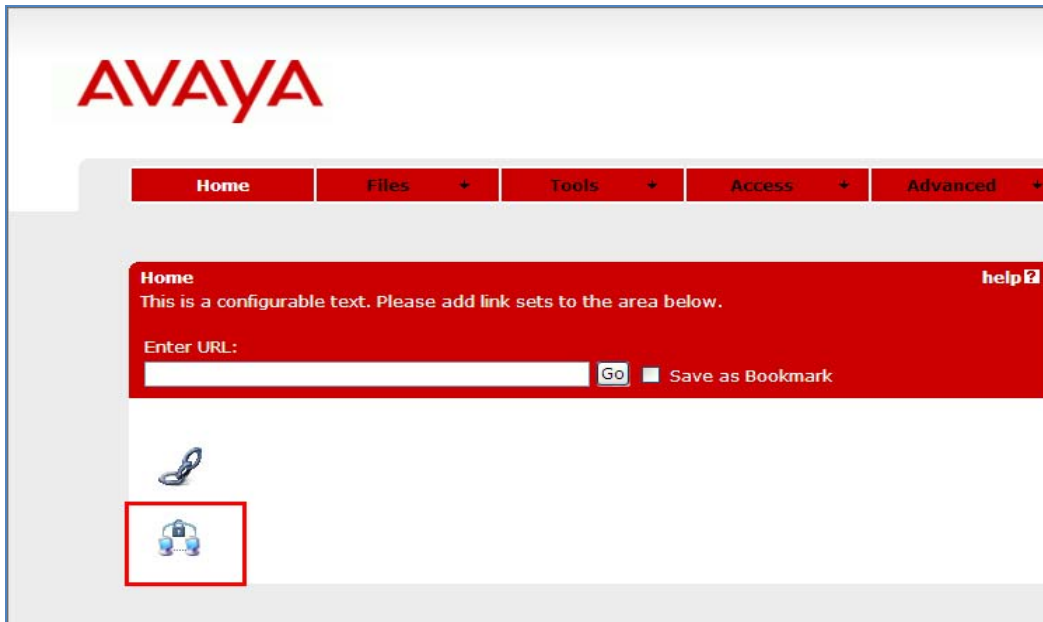 AVAYA
Home Files Tools Access Advanced
Home help?
This is a configurable text. Please add link sets to the area below.
Enter URL:
Go Save as Bookmark